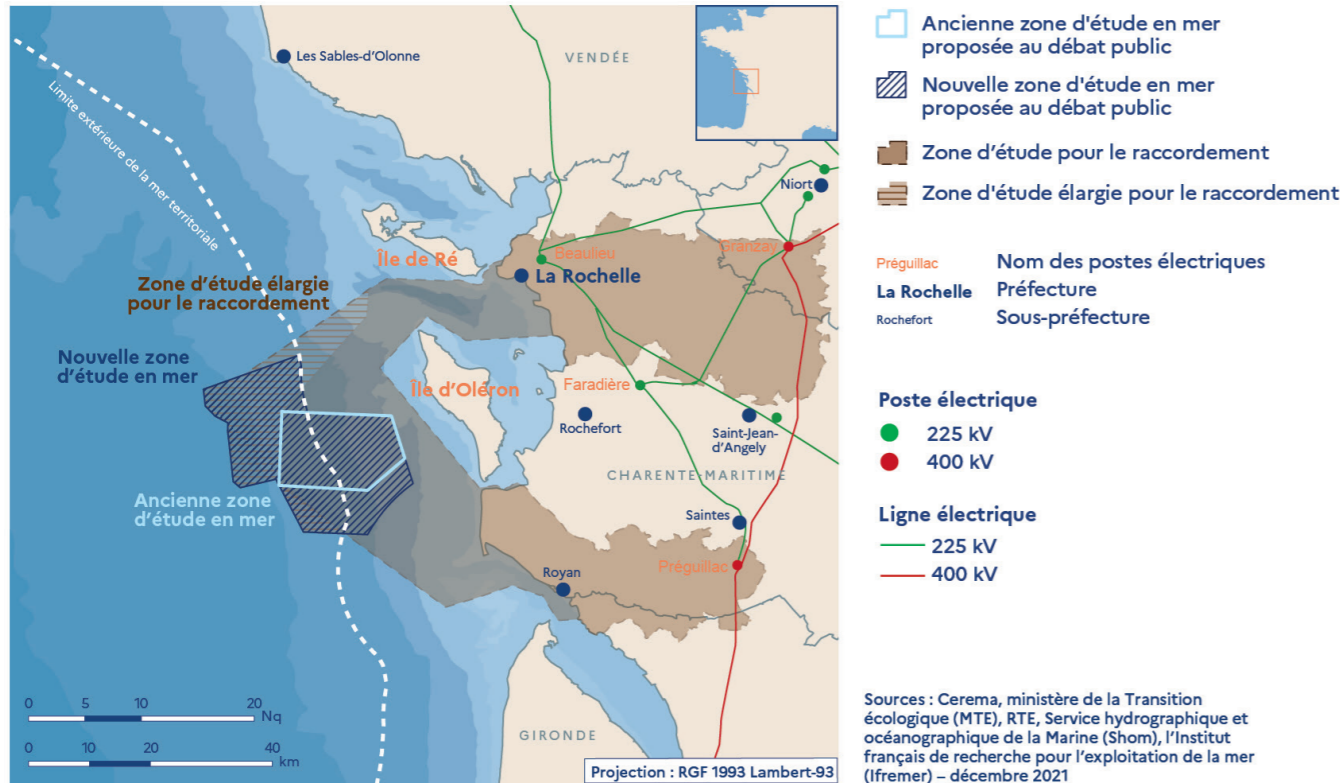 Les Sables-d'Olonne
VENDÉE
Limite extérieure de la mer territoriale
Niort
Île de Ré
Beaulieu
Granzay
La Rochelle
Zone d'étude élargie
pour le raccordement
Nouvelle zone
d'étude en mer
Île d'Oléron
Faradière
Rochefort
Saint-Jean-
d'Angely
CHARENTE-MARITIME
Ancienne zone
d'étude en mer
Saintes
Préguillac
Royan
0 5 10 20
Nq
0 10 20 40
km
GIRONDE
Projection : RGF 1993 Lambert-93
Ancienne zone d'étude en mer
proposée au débat public
Nouvelle zone d'étude en mer
proposée au débat public
Zone d'étude pour le raccordement
Zone d'étude élargie pour le raccordement
Préguillac Nom des postes électriques
La Rochelle Préfecture
Rochefort Sous-préfecture
Poste électrique
225 kV
400 kV
Ligne électrique
225 kV
400 kV
Sources : Cerema, ministère de la Transition
écologique (MTE), RTE, Service hydrographique et
océanographique de la Marine (Shom), l'Institut
français de recherche pour l'exploitation de la mer
(Ifremer) – décembre 2021